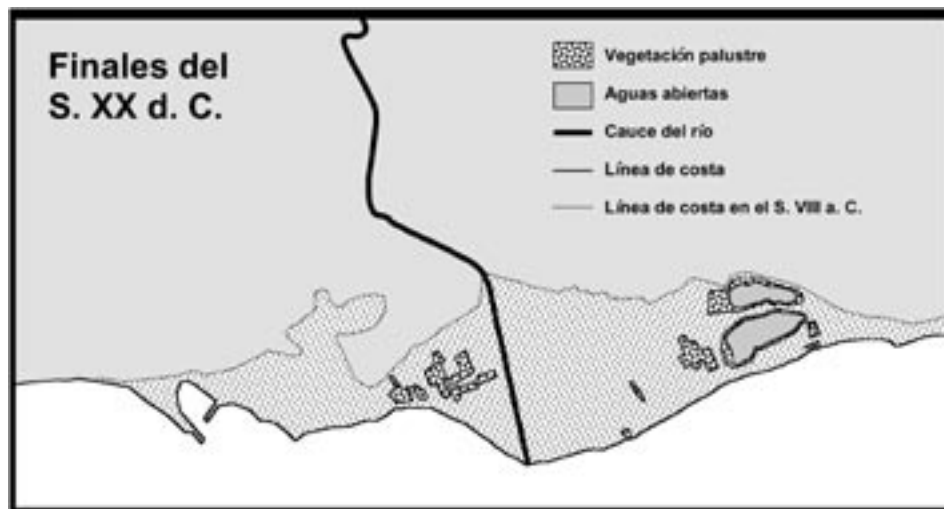 Finales del
S. XX d. C.
Vegetación palustre
Aguas abiertas
Cauce del río
Línea de costa
Línea de costa en el S. VIII a. C.